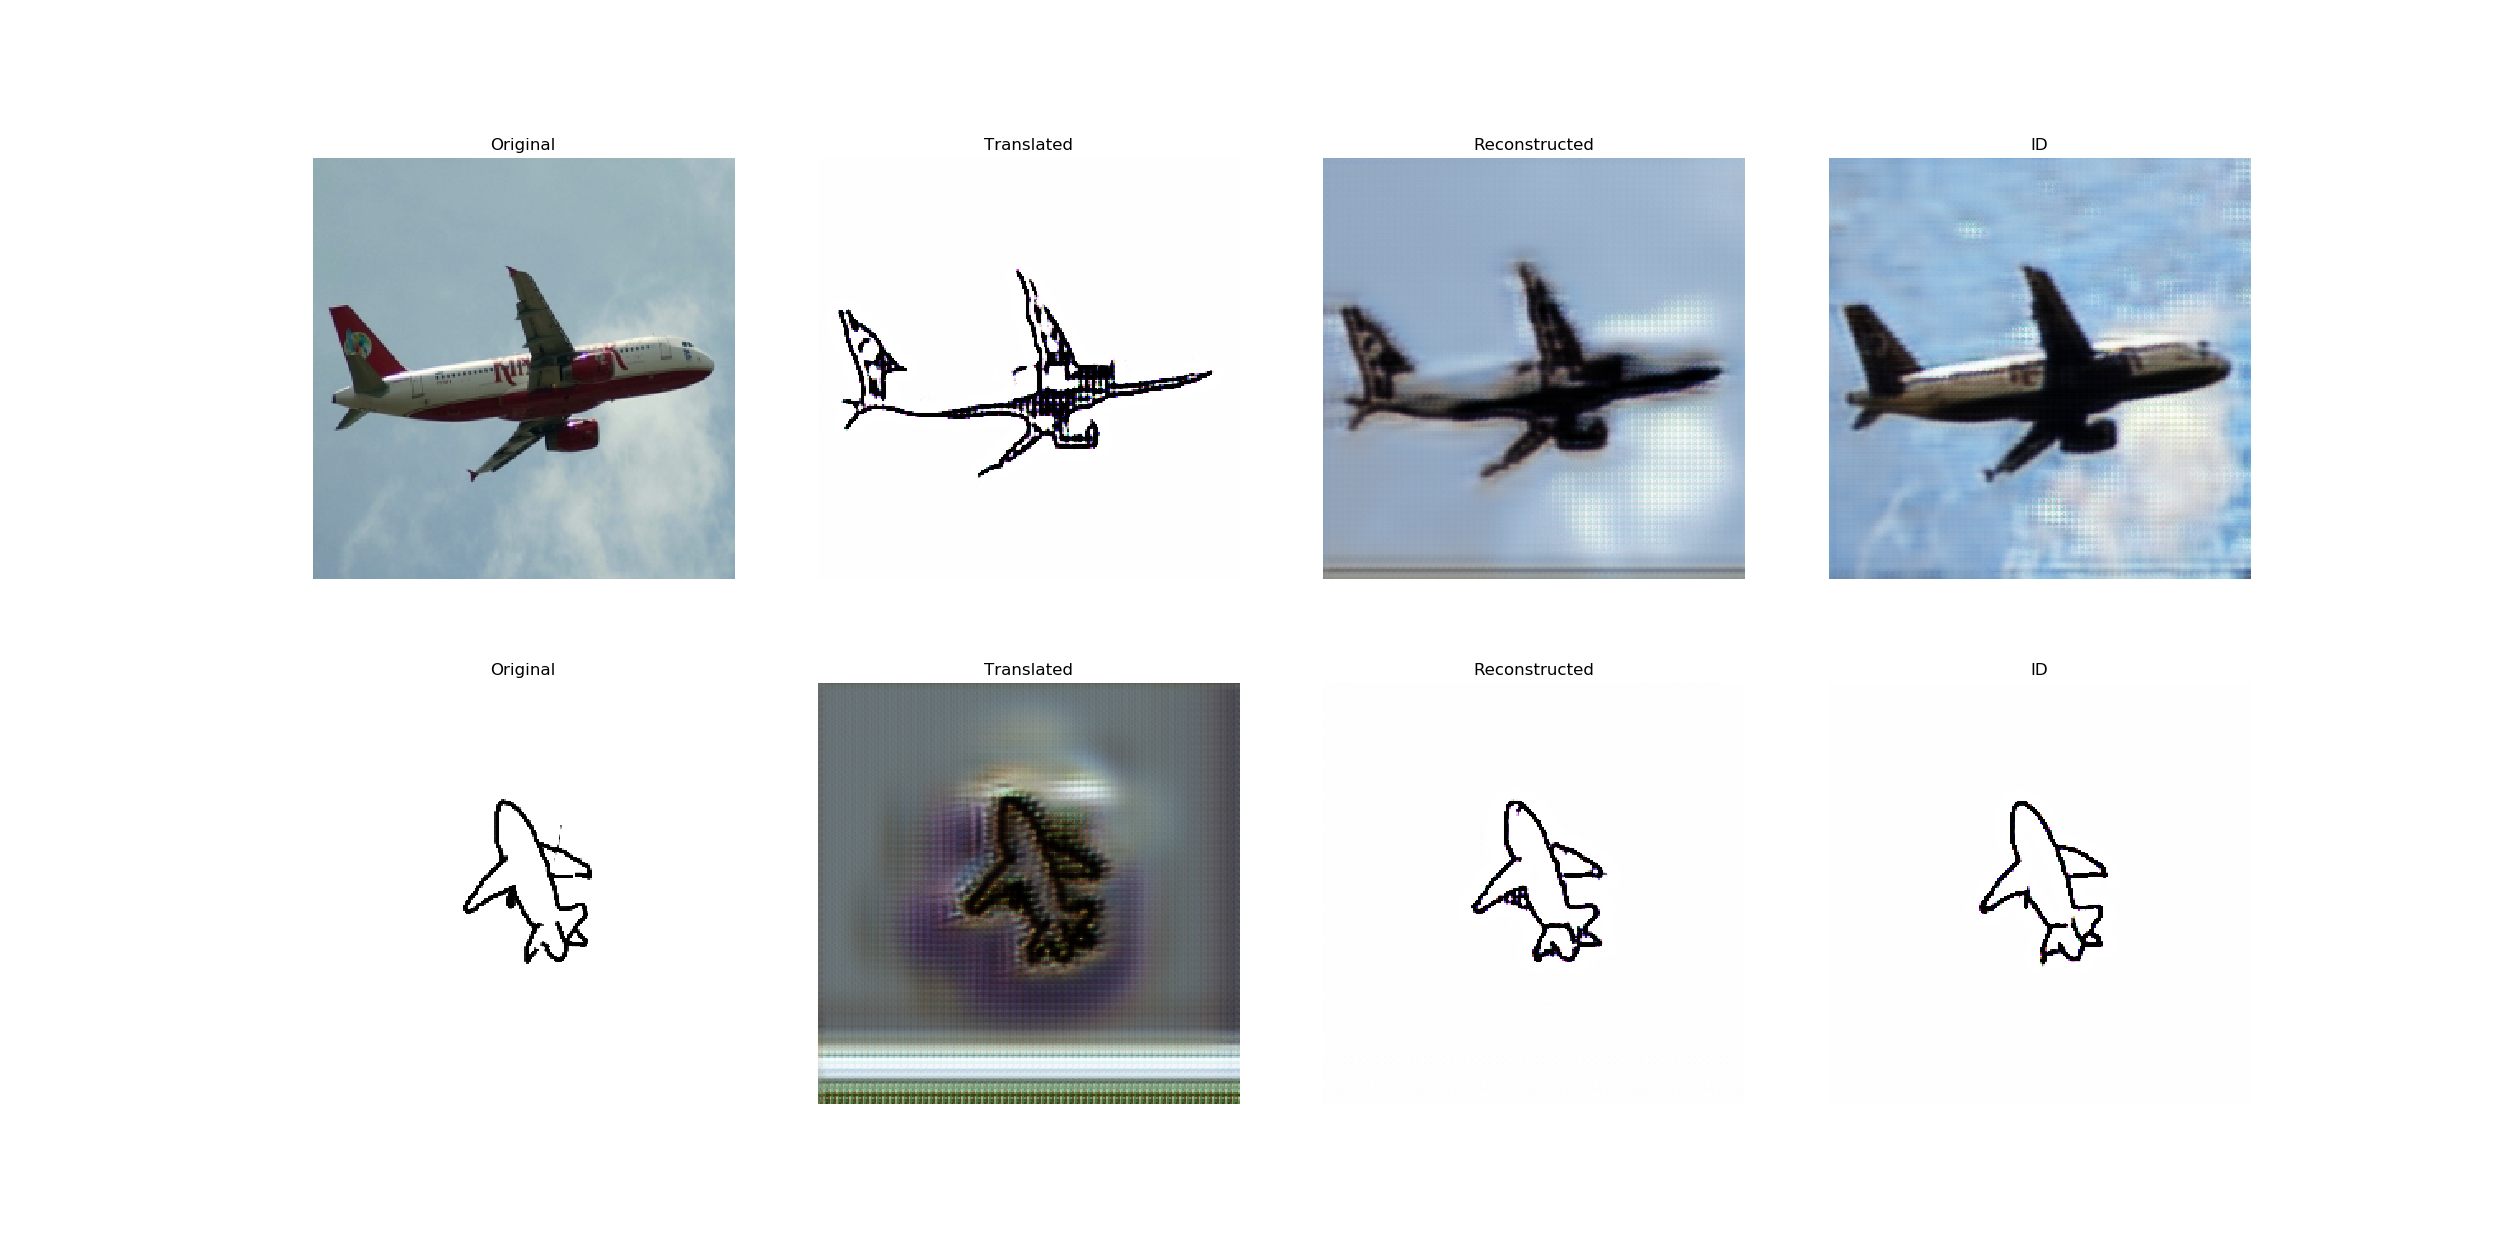 Original
Translated
Reconstructed
ID
Original
Translated
Reconstructed
ID